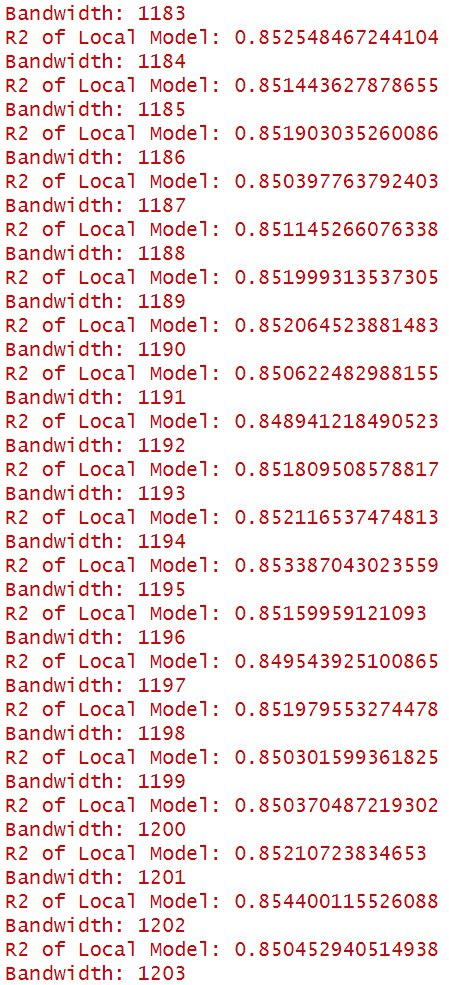 Bandwidth: 1183
R2 of Local Model: 0.852548467244104
Bandwidth: 1184
R2 of Local Model: 0.851443627878655
Bandwidth: 1185
R2 of Local Model: 0.851903035260086
Bandwidth: 1186
R2 of Local Model: 0.850397763792403
Bandwidth: 1187
R2 of Local Model: 0.851145266076338
Bandwidth: 1188
R2 of Local Model: 0.851999313537305
Bandwidth: 1189
R2 of Local Model: 0.852064523881483
Bandwidth: 1190
R2 of Local Model: 0.850622482988155
Bandwidth: 1191
R2 of Local Model: 0.848941218490523
Bandwidth: 1192
R2 of Local Model: 0.851809508578817
Bandwidth: 1193
R2 of Local Model: 0.852116537474813
Bandwidth: 1194
R2 of Local Model: 0.853387043023559
Bandwidth: 1195
R2 of Local Model: 0.85159959121093
Bandwidth: 1196
R2 of Local Model: 0.849543925100865
Bandwidth: 1197
R2 of Local Model: 0.851979553274478
Bandwidth: 1198
R2 of Local Model: 0.850301599361825
Bandwidth: 1199
R2 of Local Model: 0.850370487219302
Bandwidth: 1200
R2 of Local Model: 0.85210723834653
Bandwidth: 1201
R2 of Local Model: 0.854400115526088
Bandwidth: 1202
R2 of Local Model: 0.850452940514938
Bandwidth: 1203